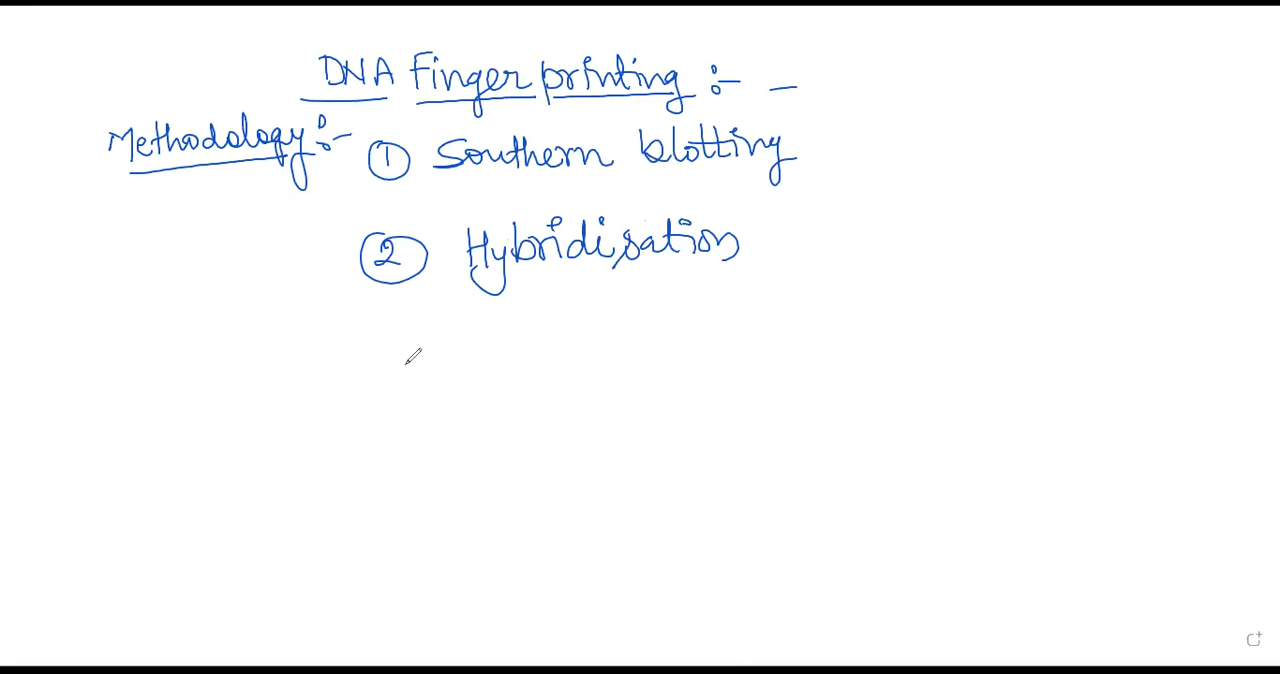 DNA Finger printing :- -
Methodology :- ① Southern blotting
② Hybridisation